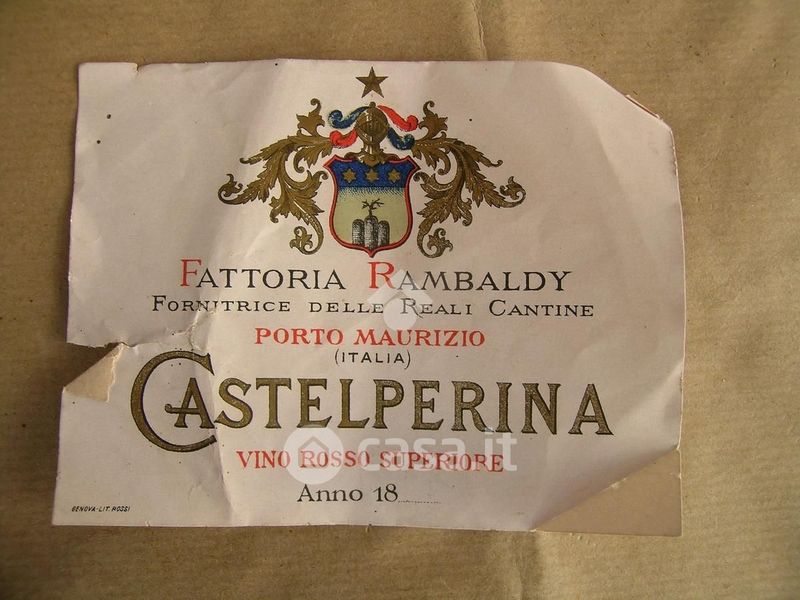 FATTORIA RAMBALDY
FORNITRICE DELLE REALI CANTINE
PORTO MAURIZIO
(ITALIA)
CASTELPERINA
VINO ROSSO SUPERIORE
casa.it
Anno 18........
GENOVA-LIT. ROSSI